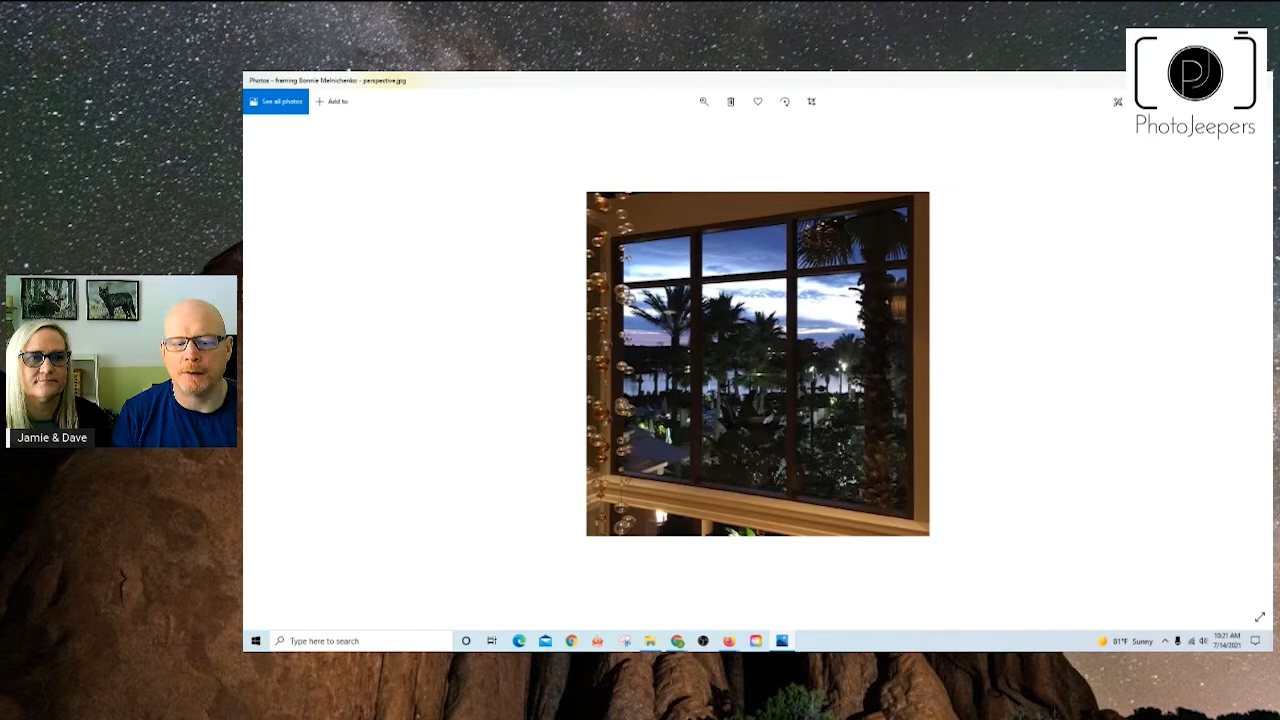 Photos - framing Bonnie Melnichenko - perspective.jpg
See all photos
Add to
PJ
PhotoJeepers
Jamie & Dave
Type here to search
81°F Sunny
10:21 AM
7/14/2021